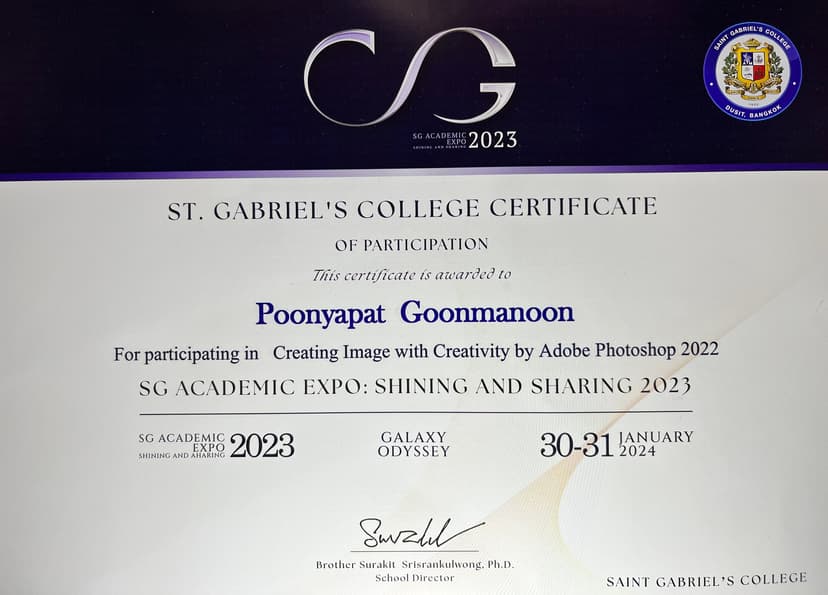 SG
SG ACADEMIC
EXPO
SHINING AND SHARING
2023
SAINT GABRIEL'S COLLEGE
DUSIT, BANGKOK
ST. GABRIEL'S COLLEGE CERTIFICATE
OF PARTICIPATION
This certificate is awarded to
Poonyapat Goonmanoon
For participating in Creating Image with Creativity by Adobe Photoshop 2022
SG ACADEMIC EXPO: SHINING AND SHARING 2023
SG ACADEMIC
EXPO
SHINING AND AHARING
2023
GALAXY
ODYSSEY
30-31
JANUARY
2024
Brother Surakit Srisrankulwong, Ph.D.
School Director
SAINT GABRIEL'S COLLEGE